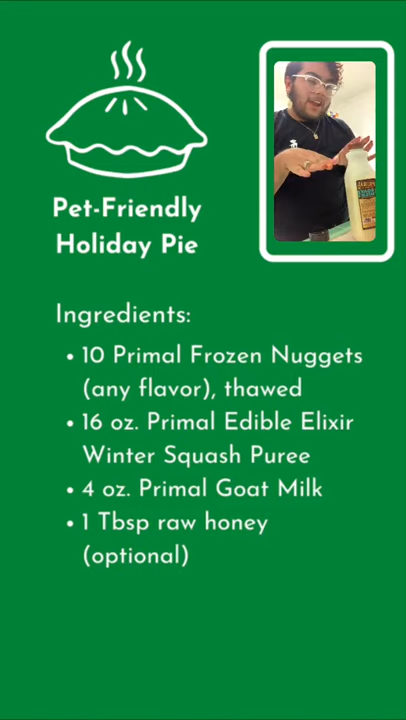 Pet-Friendly
Holiday Pie
Ingredients:
• 10 Primal Frozen Nuggets
(any flavor), thawed
• 16 oz. Primal Edible Elixir
Winter Squash Puree
• 4 oz. Primal Goat Milk
• 1 Tbsp raw honey
(optional)